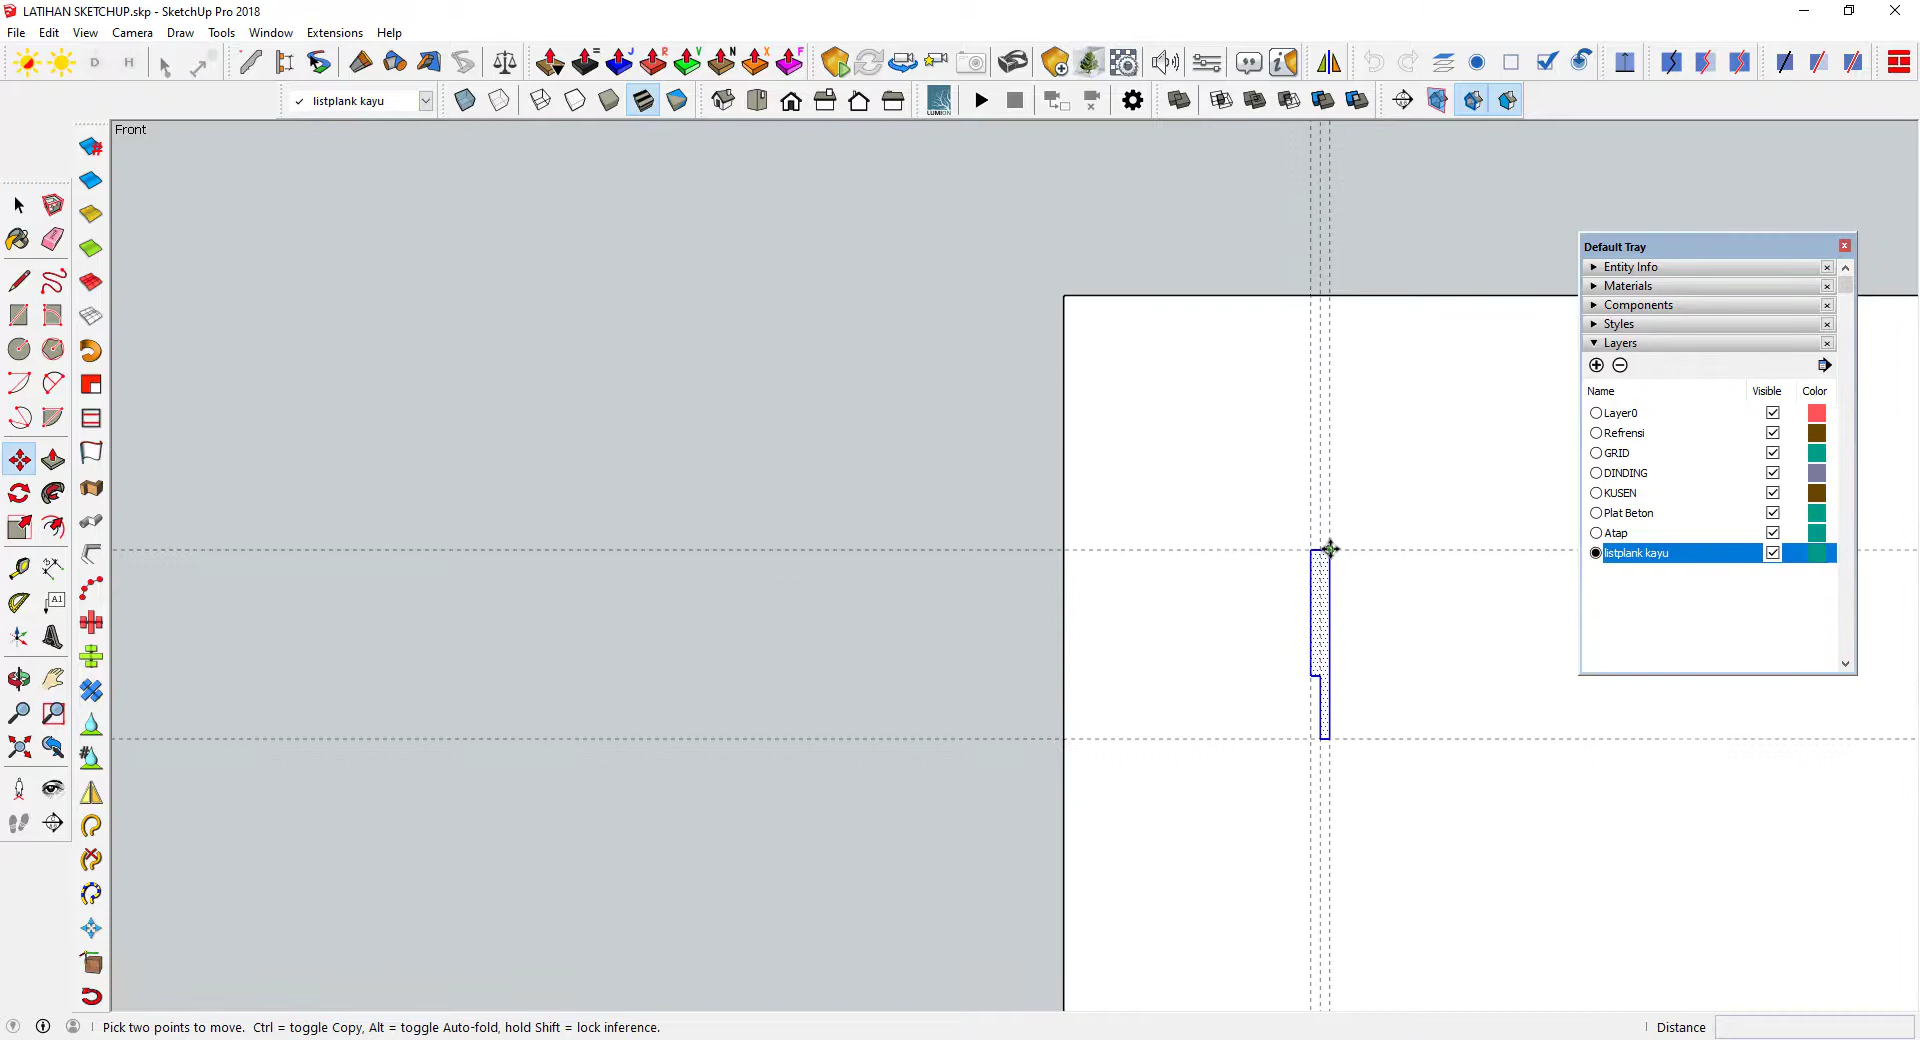 LATIHAN SKETCHUP.skp - SketchUp Pro 2018
File Edit View Camera Draw Tools Window Extensions Help
D H
= J R V N X F
✓ listplank kayu
LUMION
Front
Default Tray
Entity Info
Materials
Components
Styles
Layers
Name Visible Color
Layer0
Refrensi
GRID
DINDING
KUSEN
Plat Beton
Atap
listplank kayu
A1
Pick two points to move. Ctrl = toggle Copy, Alt = toggle Auto-fold, hold Shift = lock inference.
Distance